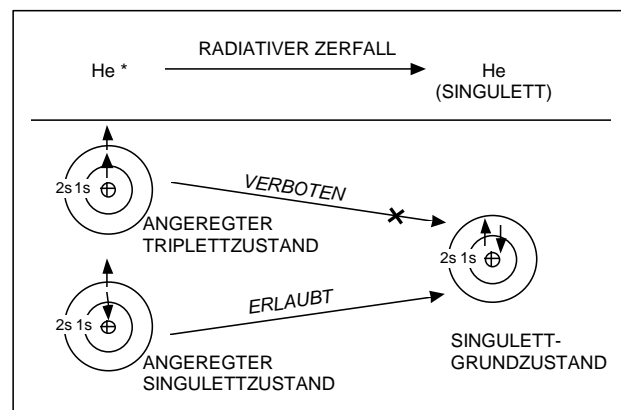 RADIATIVER ZERFALL
He * He
(SINGULETT)
2s 1s
VERBOTEN
ANGEREGTER
TRIPLETTZUSTAND
2s 1s
2s 1s
ERLAUBT
ANGEREGTER
SINGULETTZUSTAND
SINGULETT-
GRUNDZUSTAND